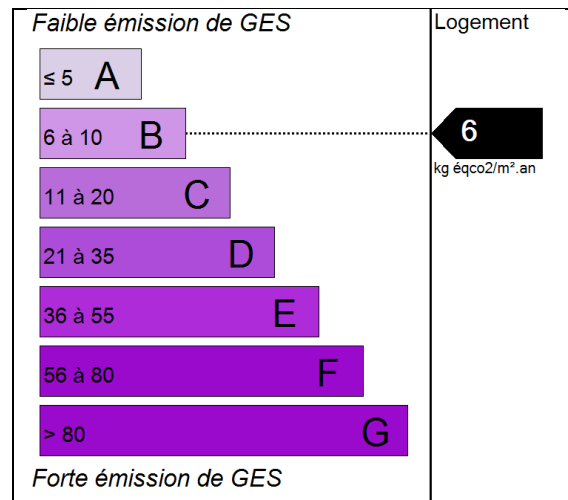 Faible émission de GES
Logement
≤ 5 A
6 à 10 B
6
kg éqco2/m².an
11 à 20 C
21 à 35 D
36 à 55 E
56 à 80 F
> 80 G
Forte émission de GES